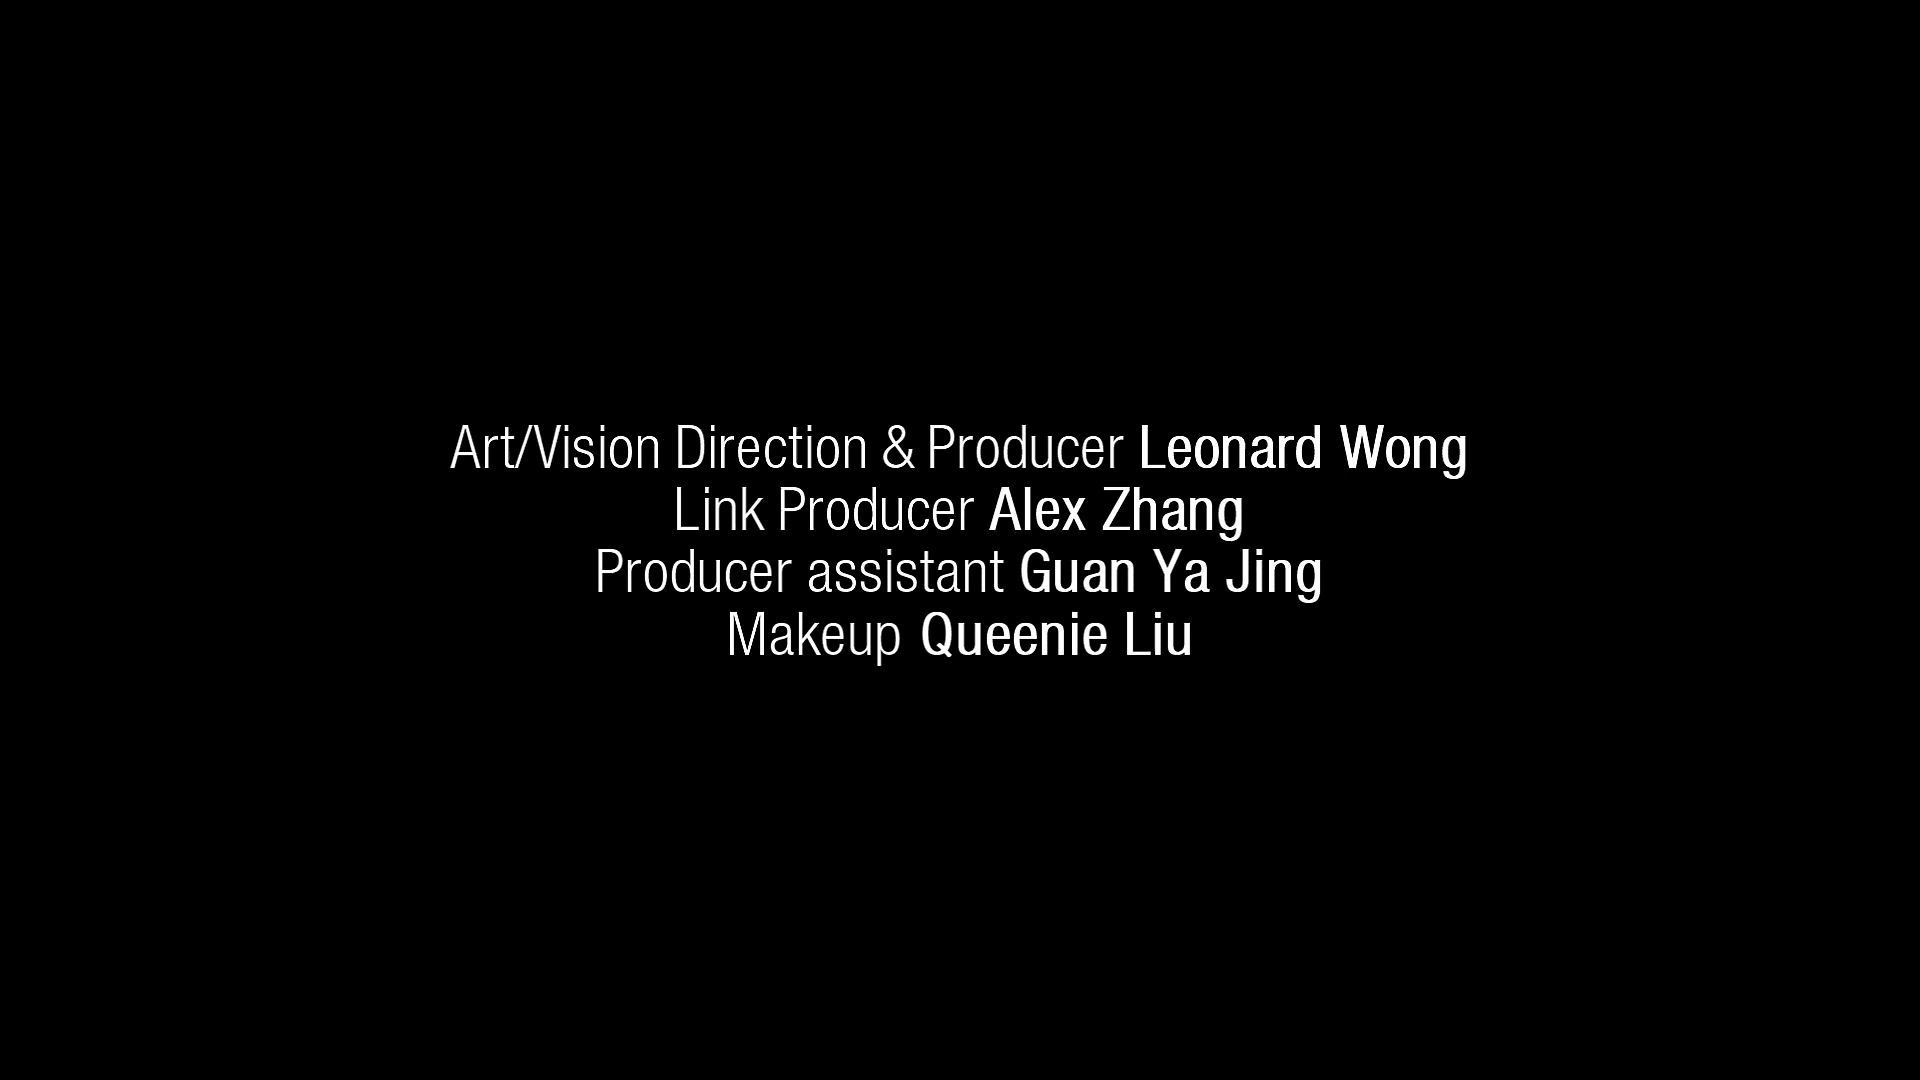 Art/Vision Direction & Producer Leonard Wong
Link Producer Alex Zhang
Producer assistant Guan Ya Jing
Makeup Queenie Liu